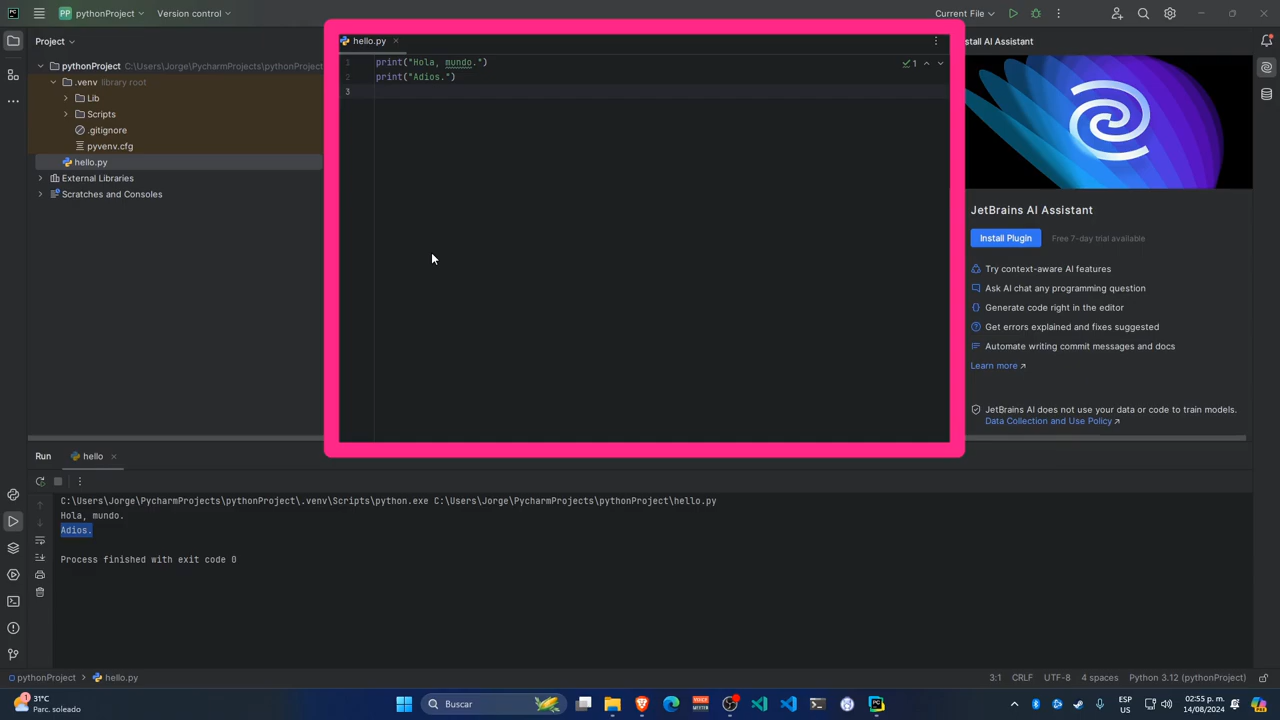 PP pythonProject Version control Current File
Project hello.py Install AI Assistant
pythonProject C:\Users\Jorge\PycharmProjects\pythonProject
.venv library root
Lib
Scripts
.gitignore
pyvenv.cfg
hello.py
External Libraries
Scratches and Consoles
1 print("Hola, mundo.") 1
2 print("Adios.")
3
JetBrains AI Assistant
Install Plugin Free 7-day trial available
Try context-aware AI features
Ask AI chat any programming question
Generate code right in the editor
Get errors explained and fixes suggested
Automate writing commit messages and docs
Learn more ↗
JetBrains AI does not use your data or code to train models.
Data Collection and Use Policy ↗
Run hello
C:\Users\Jorge\PycharmProjects\pythonProject\.venv\Scripts\python.exe C:\Users\Jorge\PycharmProjects\pythonProject\hello.py
Hola, mundo.
Adios.
Process finished with exit code 0
pythonProject > hello.py 3:1 CRLF UTF-8 4 spaces Python 3.12 (pythonProject)
1 31°C
Parc. soleado
Buscar
ESP
US
02:55 p. m.
14/08/2024